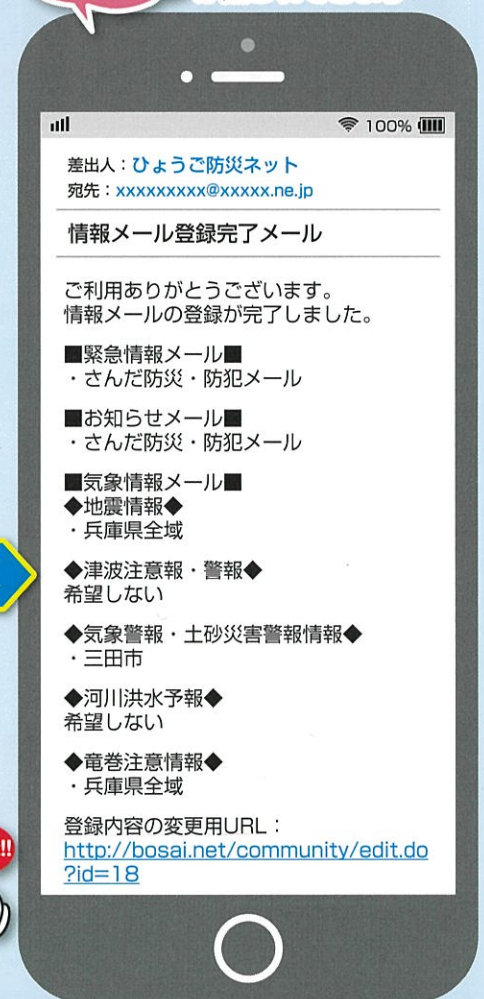 100%
差出人：ひょうご防災ネット
宛先：xxxxxxxxx@xxxxx.ne.jp
情報メール登録完了メール
ご利用ありがとうございます。
情報メールの登録が完了しました。
■緊急情報メール■
・さんだ防災・防犯メール
■お知らせメール■
・さんだ防災・防犯メール
■気象情報メール■
◆地震情報◆
・兵庫県全域
◆津波注意報・警報◆
希望しない
◆気象警報・土砂災害警報情報◆
・三田市
◆河川洪水予報◆
希望しない
◆竜巻注意情報◆
・兵庫県全域
登録内容の変更用URL：
http://bosai.net/community/edit.do
?id=18
!!